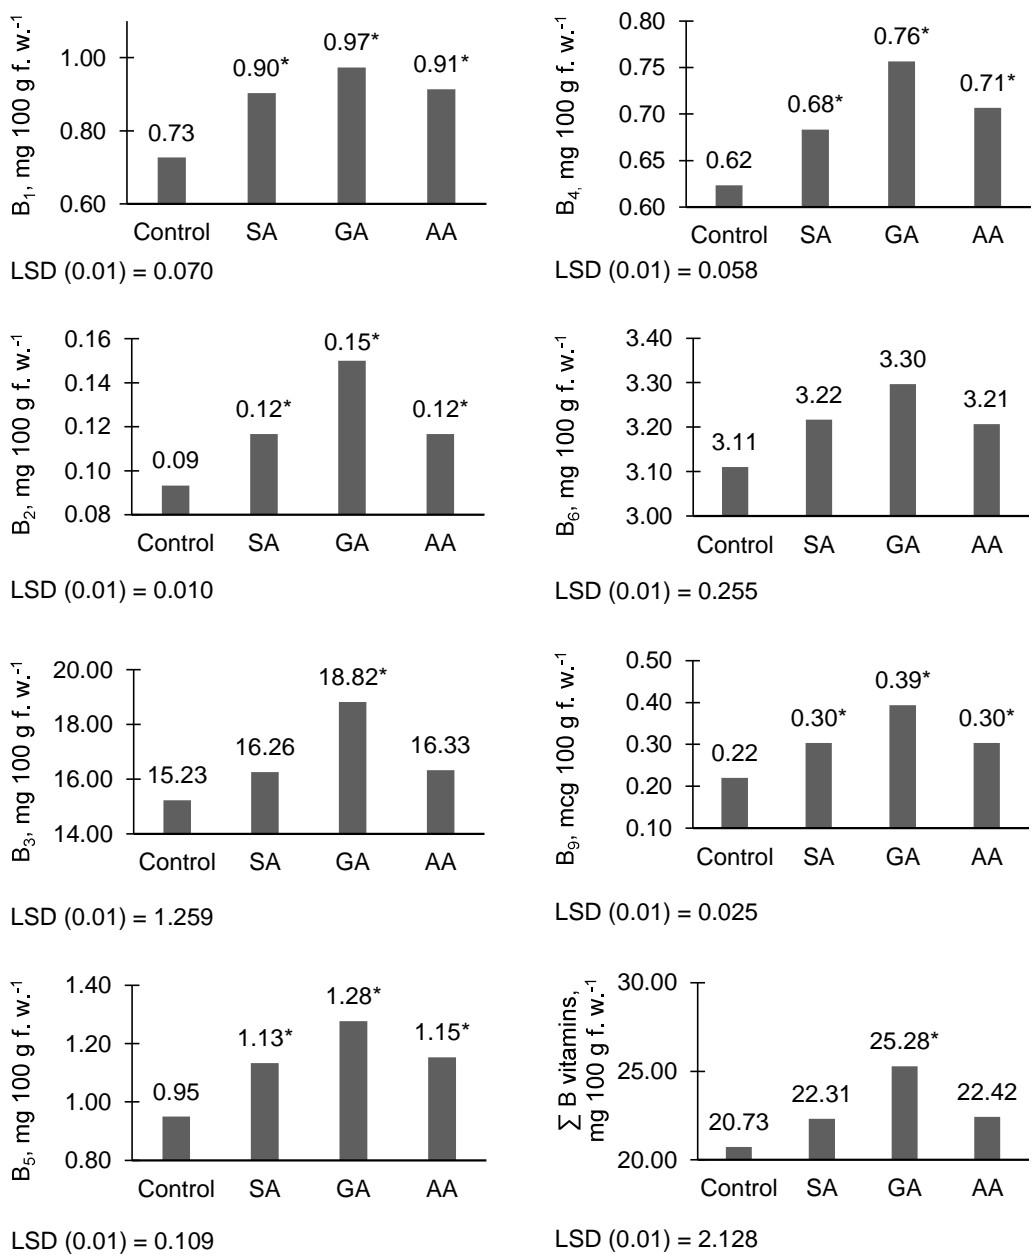 B1, mg 100 g f. w.-1
1.00
0.80
0.60
0.73
0.90*
0.97*
0.91*
Control SA GA AA
LSD (0.01) = 0.070
B4, mg 100 g f. w.-1
0.80
0.75
0.70
0.65
0.60
0.62
0.68*
0.76*
0.71*
Control SA GA AA
LSD (0.01) = 0.058
B2, mg 100 g f. w.-1
0.16
0.14
0.12
0.10
0.08
0.09
0.12*
0.15*
0.12*
Control SA GA AA
LSD (0.01) = 0.010
B6, mg 100 g f. w.-1
3.40
3.30
3.20
3.10
3.00
3.11
3.22
3.30
3.21
Control SA GA AA
LSD (0.01) = 0.255
B3, mg 100 g f. w.-1
20.00
18.00
16.00
14.00
15.23
16.26
18.82*
16.33
Control SA GA AA
LSD (0.01) = 1.259
B9, mcg 100 g f. w.-1
0.50
0.40
0.30
0.20
0.10
0.22
0.30*
0.39*
0.30*
Control SA GA AA
LSD (0.01) = 0.025
B5, mg 100 g f. w.-1
1.40
1.20
1.00
0.80
0.95
1.13*
1.28*
1.15*
Control SA GA AA
LSD (0.01) = 0.109
∑ B vitamins,
mg 100 g f. w.-1
30.00
25.00
20.00
20.73
22.31
25.28*
22.42
Control SA GA AA
LSD (0.01) = 2.128